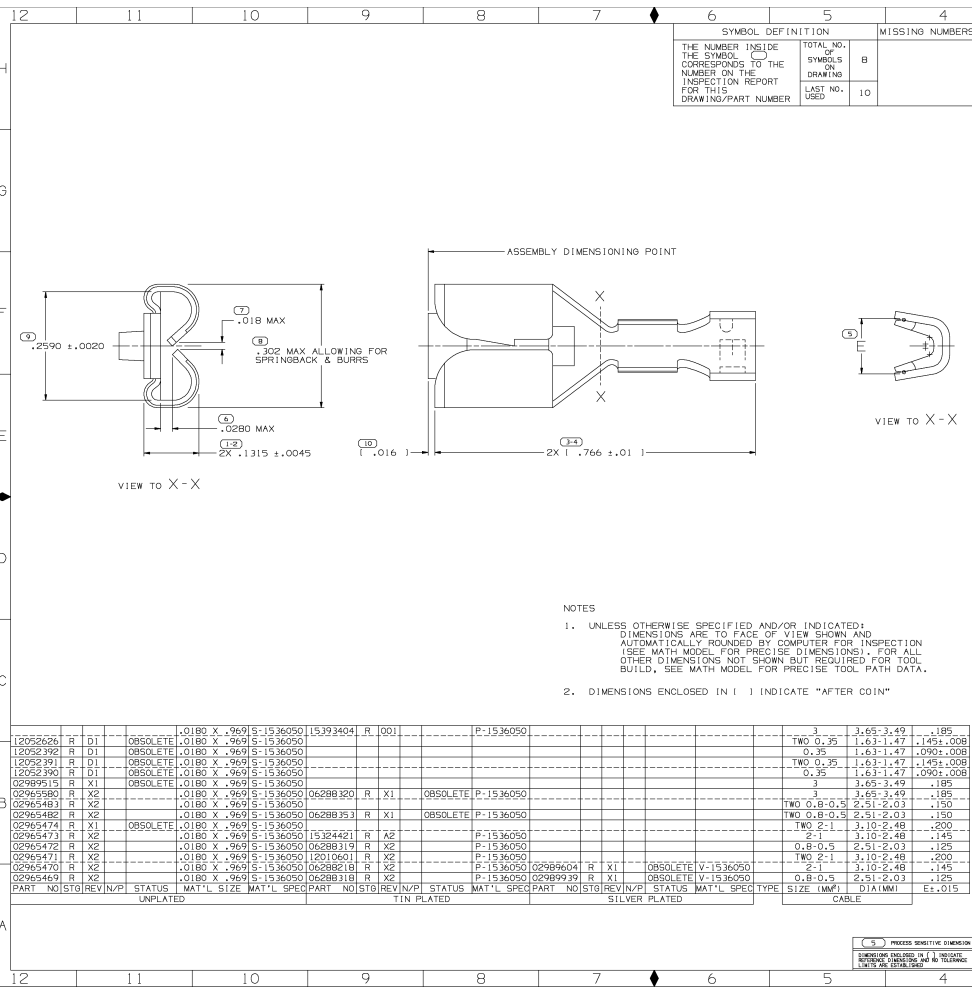 12 11 10 9 8 7 6 5 4
SYMBOL DEFINITION
MISSING NUMBERS
THE NUMBER INSIDE
THE SYMBOL
CORRESPONDS TO THE
NUMBER ON THE
INSPECTION REPORT
FOR THIS
DRAWING/PART NUMBER
TOTAL NO.
OF
SYMBOLS
ON
DRAWING
8
LAST NO.
USED
10
H
G
F
E
D
C
B
A
ASSEMBLY DIMENSIONING POINT
9
.2590 ±.0020
7
.018 MAX
8
.302 MAX ALLOWING FOR
SPRINGBACK & BURRS
6
.0280 MAX
1-2
2X .1315 ±.0045
VIEW TO X-X
X
X
10
[ .016 ]
3-4
2X [ .766 ±.01 ]
5
E
VIEW TO X-X
NOTES
1. UNLESS OTHERWISE SPECIFIED AND/OR INDICATED:
DIMENSIONS ARE TO FACE OF VIEW SHOWN AND
AUTOMATICALLY ROUNDED BY COMPUTER FOR INSPECTION
(SEE MATH MODEL FOR PRECISE DIMENSIONS). FOR ALL
OTHER DIMENSIONS NOT SHOWN BUT REQUIRED FOR TOOL
BUILD, SEE MATH MODEL FOR PRECISE TOOL PATH DATA.
2. DIMENSIONS ENCLOSED IN [ ] INDICATE "AFTER COIN"
.0180 X .969 S-1536050 15393404 R 001 P-1536050 3 3.65-3.49 .185
12052626 R D1 OBSOLETE .0180 X .969 S-1536050 TWO 0.35 1.63-1.47 .145±.008
12052392 R D1 OBSOLETE .0180 X .969 S-1536050 0.35 1.63-1.47 .090±.008
12052391 R D1 OBSOLETE .0180 X .969 S-1536050 TWO 0.35 1.63-1.47 .145±.008
12052390 R D1 OBSOLETE .0180 X .969 S-1536050 0.35 1.63-1.47 .090±.008
02989515 R X1 OBSOLETE .0180 X .969 S-1536050 3 3.65-3.49 .185
02965580 R X2 .0180 X .969 S-1536050 06288320 R X1 OBSOLETE P-1536050 3 3.65-3.49 .185
02965483 R X2 .0180 X .969 S-1536050 TWO 0.8-0.5 2.51-2.03 .150
02965482 R X2 .0180 X .969 S-1536050 06288353 R X1 OBSOLETE P-1536050 TWO 0.8-0.5 2.51-2.03 .150
02965474 R X1 OBSOLETE .0180 X .969 S-1536050 TWO 2-1 3.10-2.48 .200
02965473 R X2 .0180 X .969 S-1536050 15324421 R A2 P-1536050 2-1 3.10-2.48 .145
02965472 R X2 .0180 X .969 S-1536050 06288319 R X2 P-1536050 0.8-0.5 2.51-2.03 .125
02965471 R X2 .0180 X .969 S-1536050 12010601 R X2 P-1536050 TWO 2-1 3.10-2.48 .200
02965470 R X2 .0180 X .969 S-1536050 06288218 R X2 P-1536050 02989604 R X1 OBSOLETE V-1536050 2-1 3.10-2.48 .145
02965469 R X2 .0180 X .969 S-1536050 06288318 R X2 P-1536050 02989939 R X1 OBSOLETE V-1536050 0.8-0.5 2.51-2.03 .125
PART NO STG REV N/P STATUS MAT'L SIZE MAT'L SPEC PART NO STG REV N/P STATUS MAT'L SPEC PART NO STG REV N/P STATUS MAT'L SPEC TYPE SIZE (MM²) DIA(MM) E±.015
UNPLATED TIN PLATED SILVER PLATED CABLE
5 PROCESS SENSITIVE DIMENSION
DIMENSIONS ENCLOSED IN [ ] INDICATE
REFERENCE DIMENSIONS AND NO TOLERANCE
LIMITS ARE ESTABLISHED
12 11 10 9 8 7 6 5 4